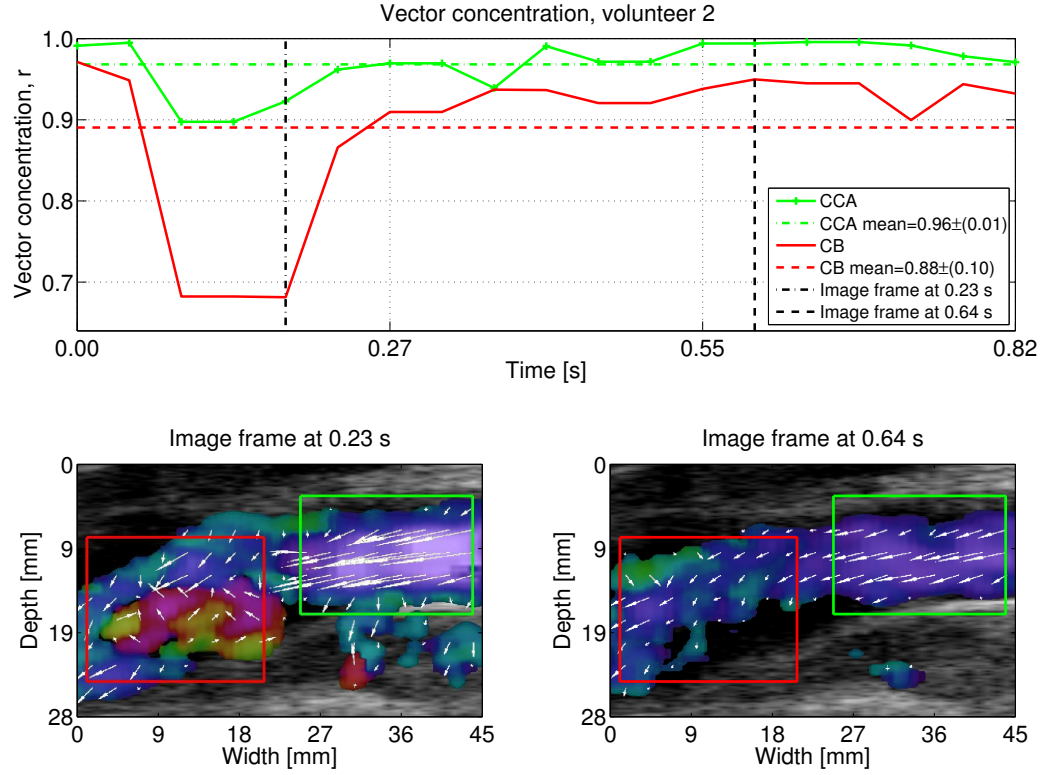 Vector concentration, volunteer 2
Vector concentration, r
1.0
0.9
0.8
0.7
0.00
0.27
0.55
0.82
Time [s]
CCA
CCA mean=0.96±(0.01)
CB
CB mean=0.88±(0.10)
Image frame at 0.23 s
Image frame at 0.64 s
Image frame at 0.23 s
Depth [mm]
0
9
19
28
0
9
18
27
36
45
Width [mm]
Image frame at 0.64 s
Depth [mm]
0
9
19
28
0
9
18
27
36
45
Width [mm]